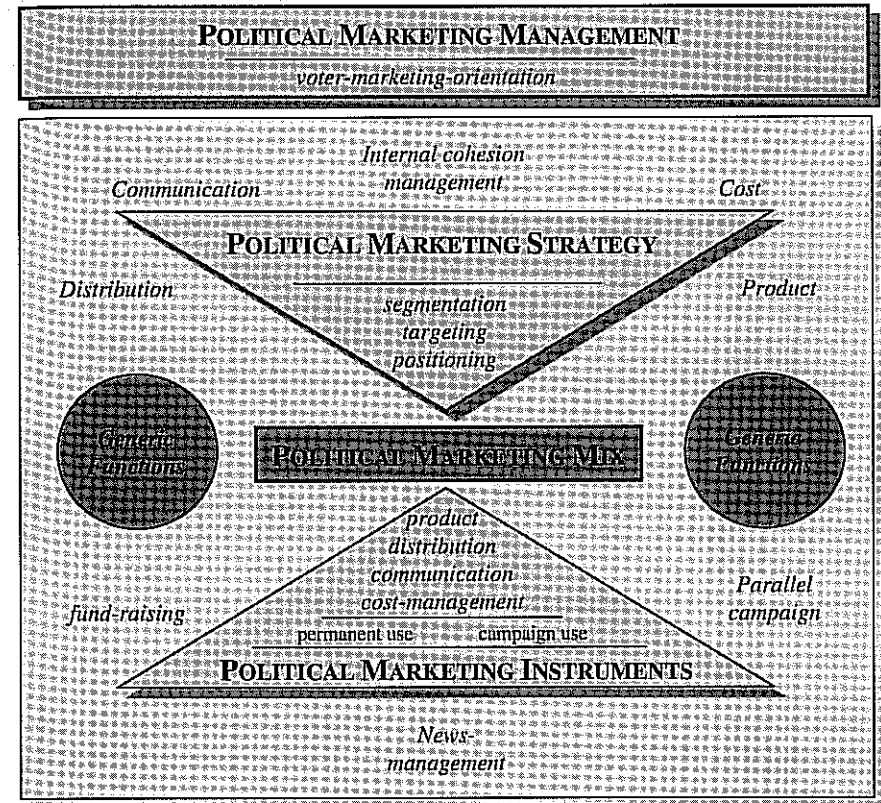 POLITICAL MARKETING MANAGEMENT
voter-marketing-orientation
Internal cohesion
management
Communication
Cost
POLITICAL MARKETING STRATEGY
Distribution
Product
segmentation
targeting
positioning
Generic
Functions
POLITICAL MARKETING MIX
Generic
Functions
product
distribution
communication
cost-management
fund-raising
Parallel
campaign
permanent use campaign use
POLITICAL MARKETING INSTRUMENTS
News-
management